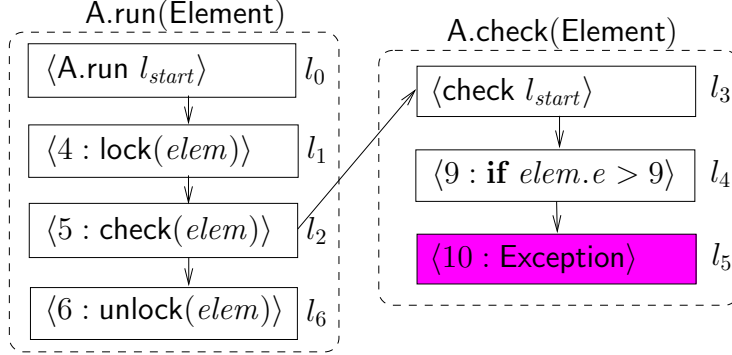 A.run(Element)
⟨A.run l_start⟩ l_0
⟨4 : lock(elem)⟩ l_1
⟨5 : check(elem)⟩ l_2
⟨6 : unlock(elem)⟩ l_6
A.check(Element)
⟨check l_start⟩ l_3
⟨9 : if elem.e > 9⟩ l_4
⟨10 : Exception⟩ l_5